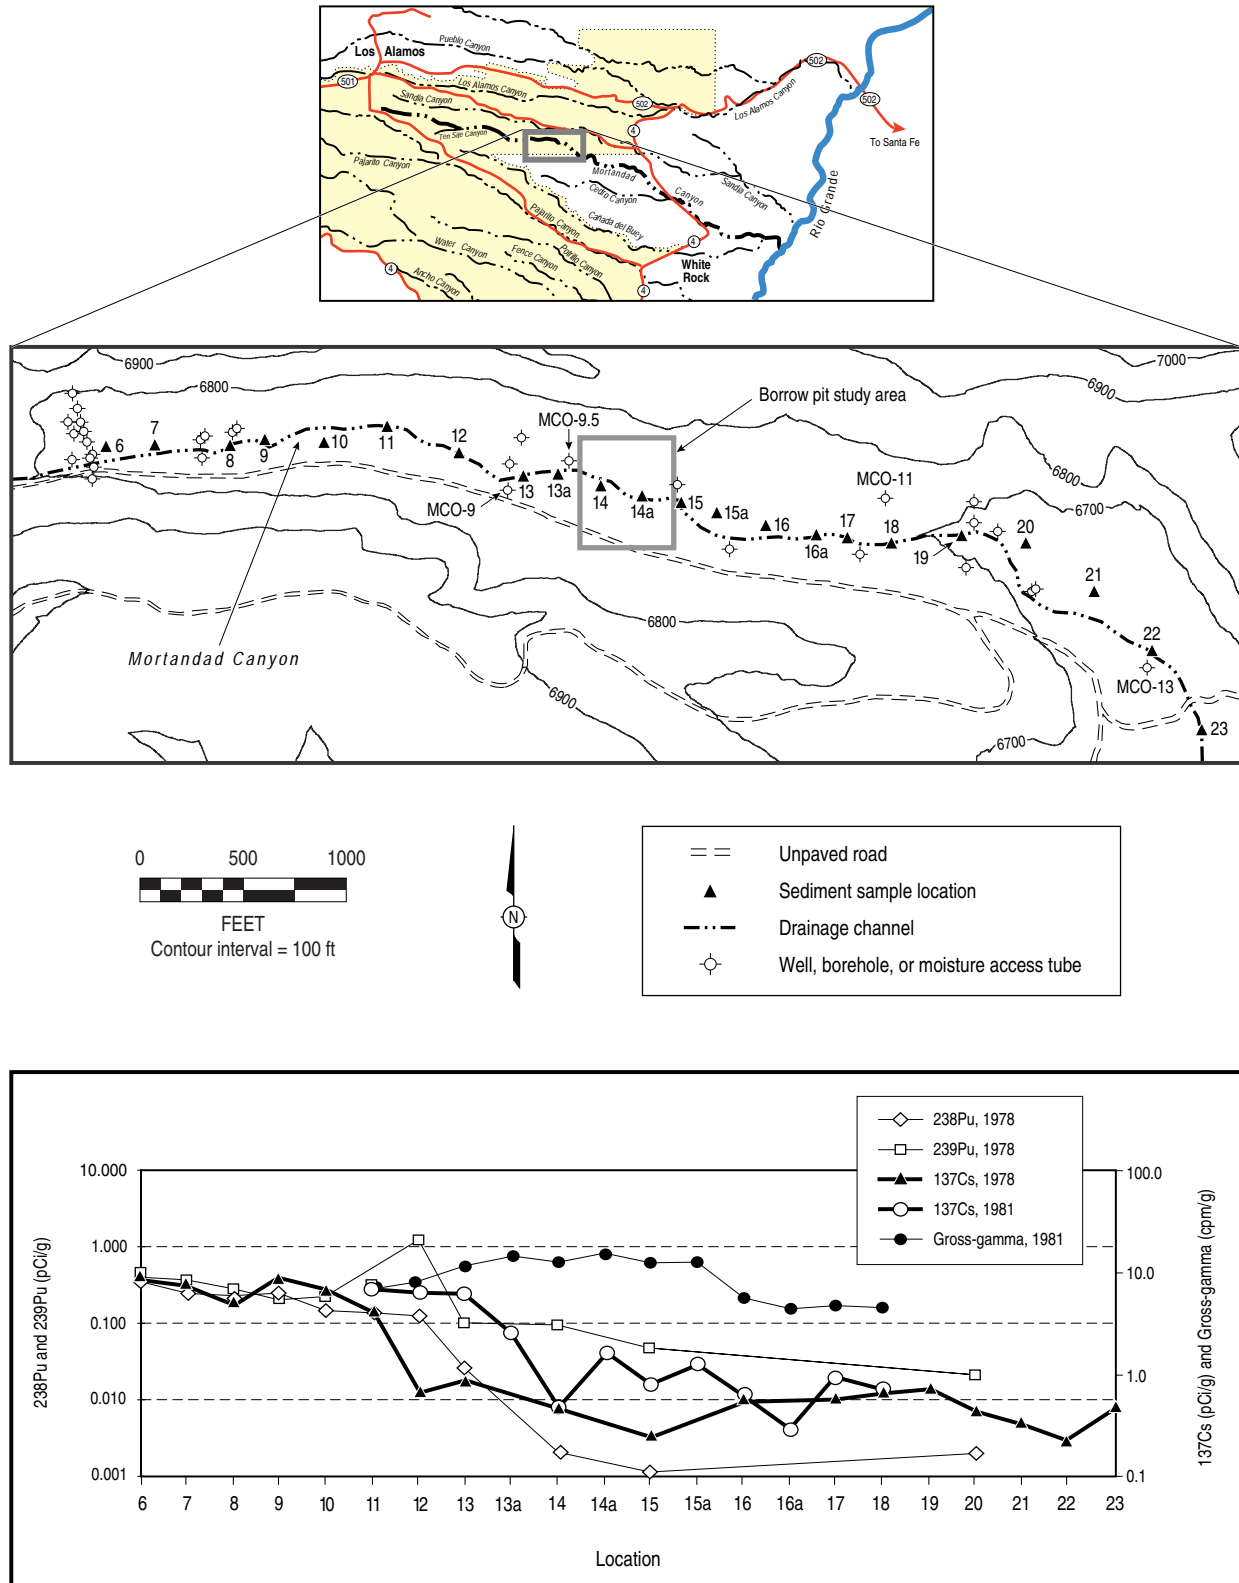 Pueblo Canyon
Los Alamos
501
Los Alamos Canyon
502
502
Los Alamos Canyon
502
Sandia Canyon
4
To Santa Fe
Ten Site Canyon
Pajarito Canyon
Mortandad
Canyon
Sandia Canyon
Cedro Canyon
Rio Grande
Pajarito Canyon
Cañada del Buey
4
Water Canyon
Fence Canyon
Potrillo Canyon
White
Rock
4
Ancho Canyon
4
4
6900
6800
7000
6900
Borrow pit study area
MCO-9.5
6 7 8 9 10 11 12
13 13a 14 14a 15 15a 16 16a 17 18
MCO-9
MCO-11
6800
6700
19 20
21
22
MCO-13
23
6800
Mortandad Canyon
6900
6700
0 500 1000
FEET
Contour interval = 100 ft
N
Unpaved road
Sediment sample location
Drainage channel
Well, borehole, or moisture access tube
238Pu, 1978
239Pu, 1978
137Cs, 1978
137Cs, 1981
Gross-gamma, 1981
238Pu and 239Pu (pCi/g)
10.000
1.000
0.100
0.010
0.001
100.0
10.0
1.0
0.1
137Cs (pCi/g) and Gross-gamma (cpm/g)
6 7 8 9 10 11 12 13 13a 14 14a 15 15a 16 16a 17 18 19 20 21 22 23
Location